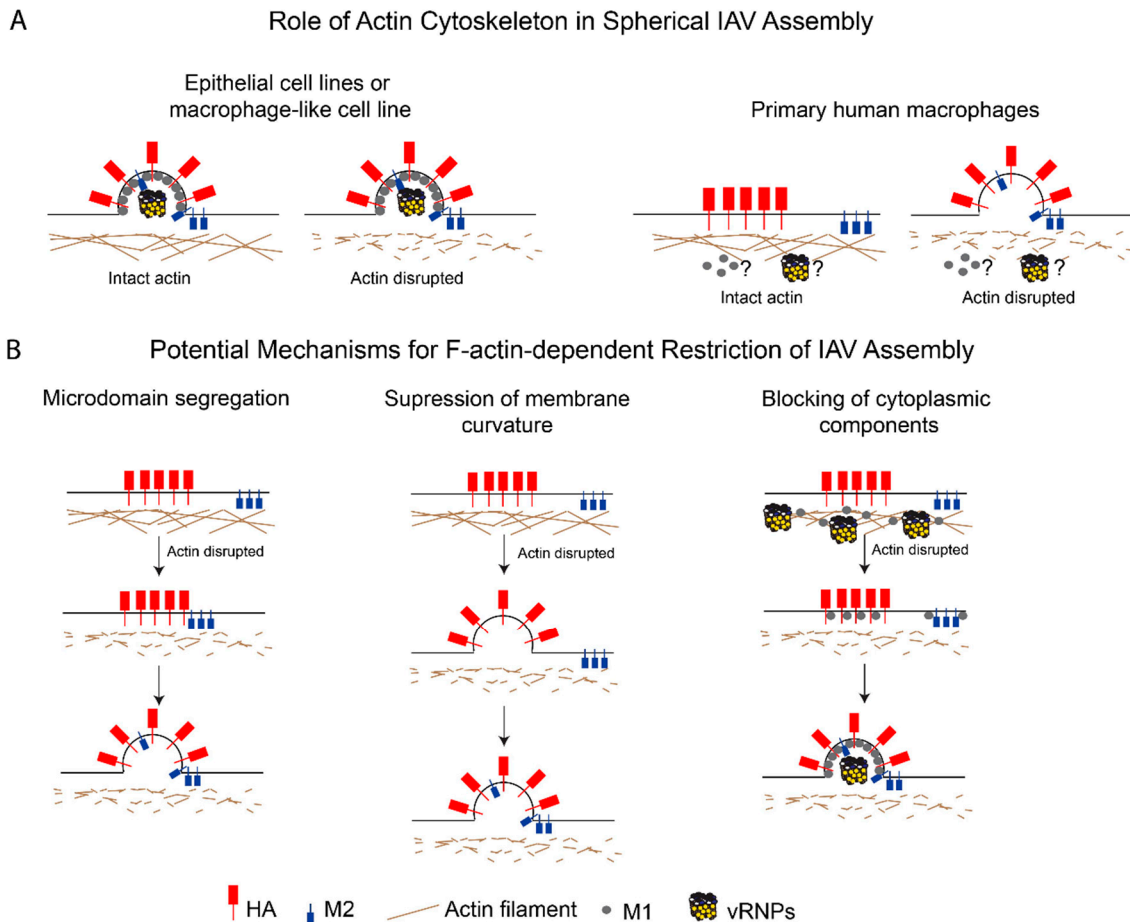 A
Role of Actin Cytoskeleton in Spherical IAV Assembly
Epithelial cell lines or
macrophage-like cell line
Primary human macrophages
Intact actin
Actin disrupted
?
?
Intact actin
?
?
Actin disrupted
B
Potential Mechanisms for F-actin-dependent Restriction of IAV Assembly
Microdomain segregation
Supression of membrane
curvature
Blocking of cytoplasmic
components
Actin disrupted
Actin disrupted
Actin disrupted
HA
M2
Actin filament
M1
vRNPs